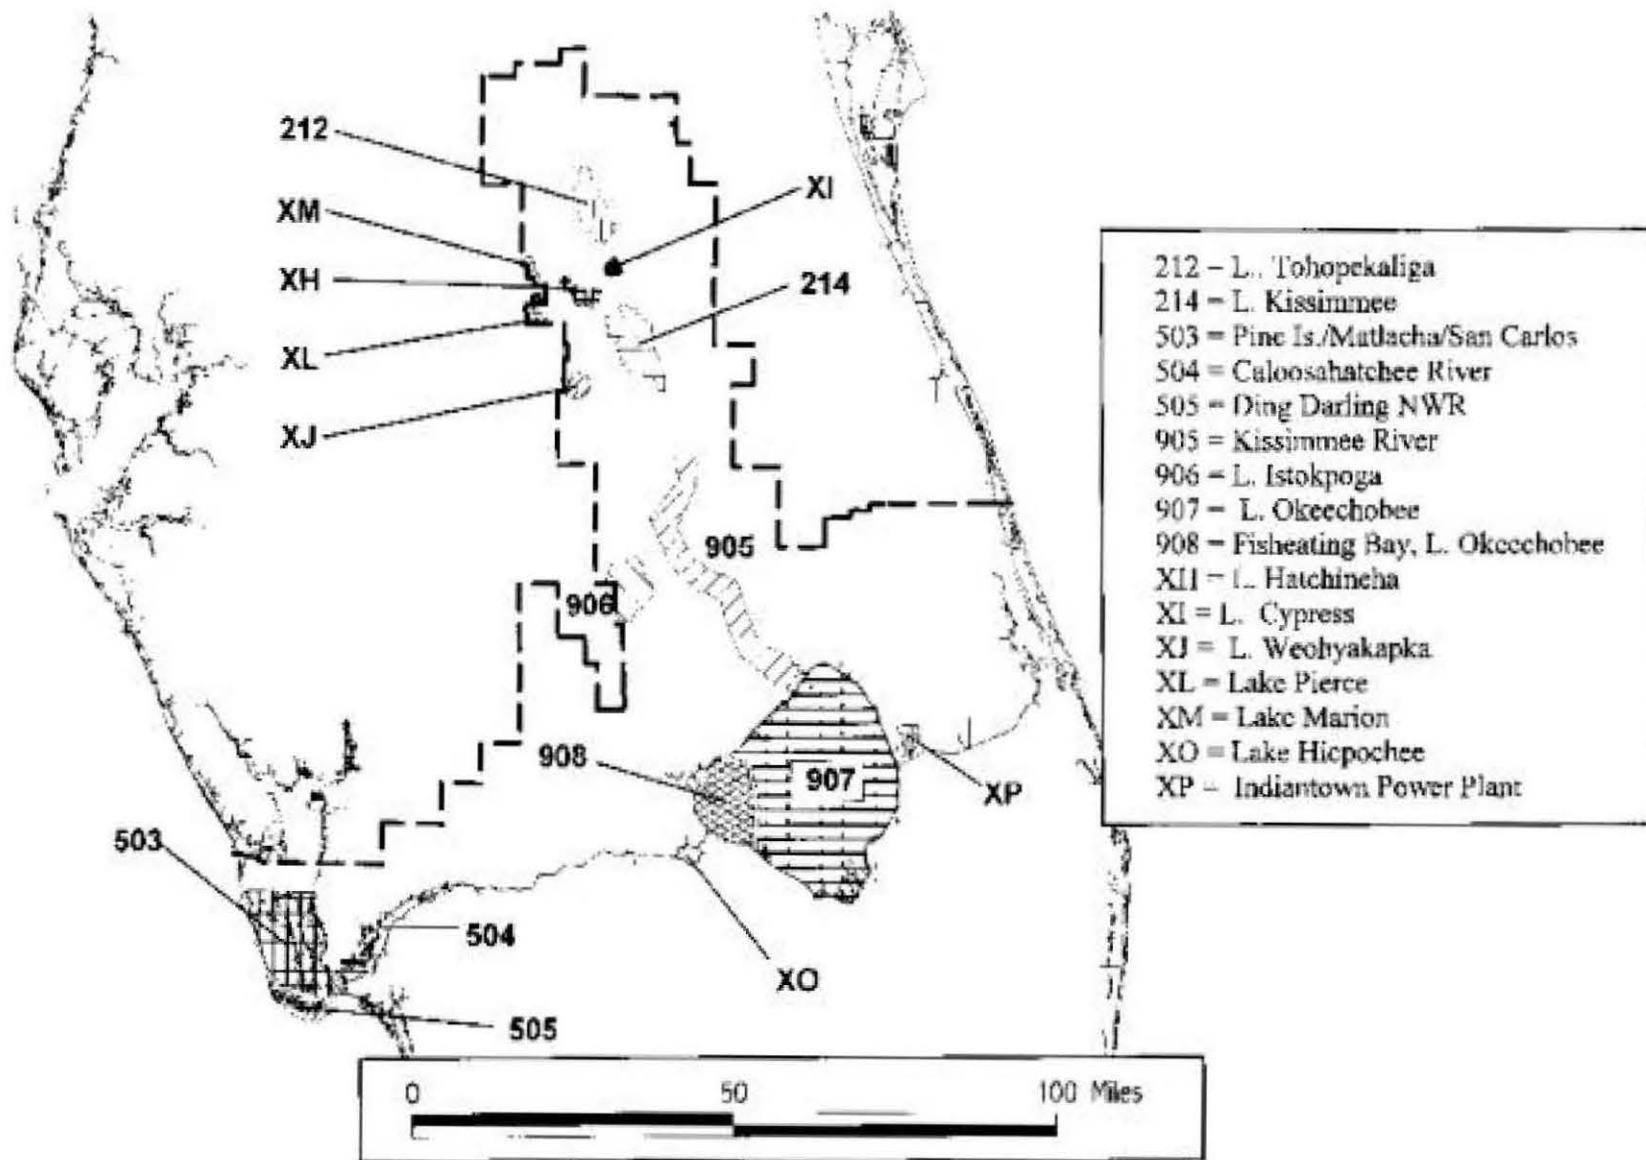 212
XM
XH
XL
XJ
XI
214
905
906
908
907
XP
503
504
XO
505
212 – L. Tohopekaliga
214 = L. Kissimmee
503 = Pine Is./Matlacha/San Carlos
504 = Caloosahatchee River
505 = Ding Darling NWR
905 = Kissimmee River
906 = L. Istokpoga
907 = L. Okeechobee
908 = Fisheating Bay, L. Okeechobee
XH = L. Hatchineha
XI = L. Cypress
XJ = L. Weohyakapka
XL = Lake Pierce
XM = Lake Marion
XO = Lake Hicpochee
XP – Indiantown Power Plant
0 50 100 Miles